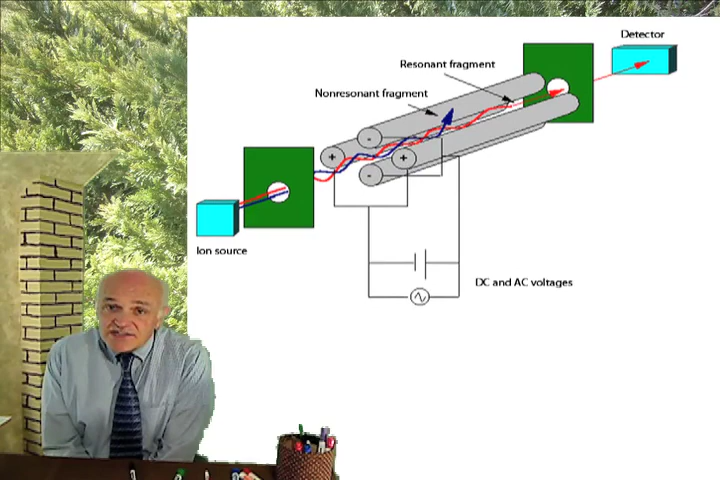 Detector
Resonant fragment
Nonresonant fragment
+
-
+
-
Ion source
DC and AC voltages